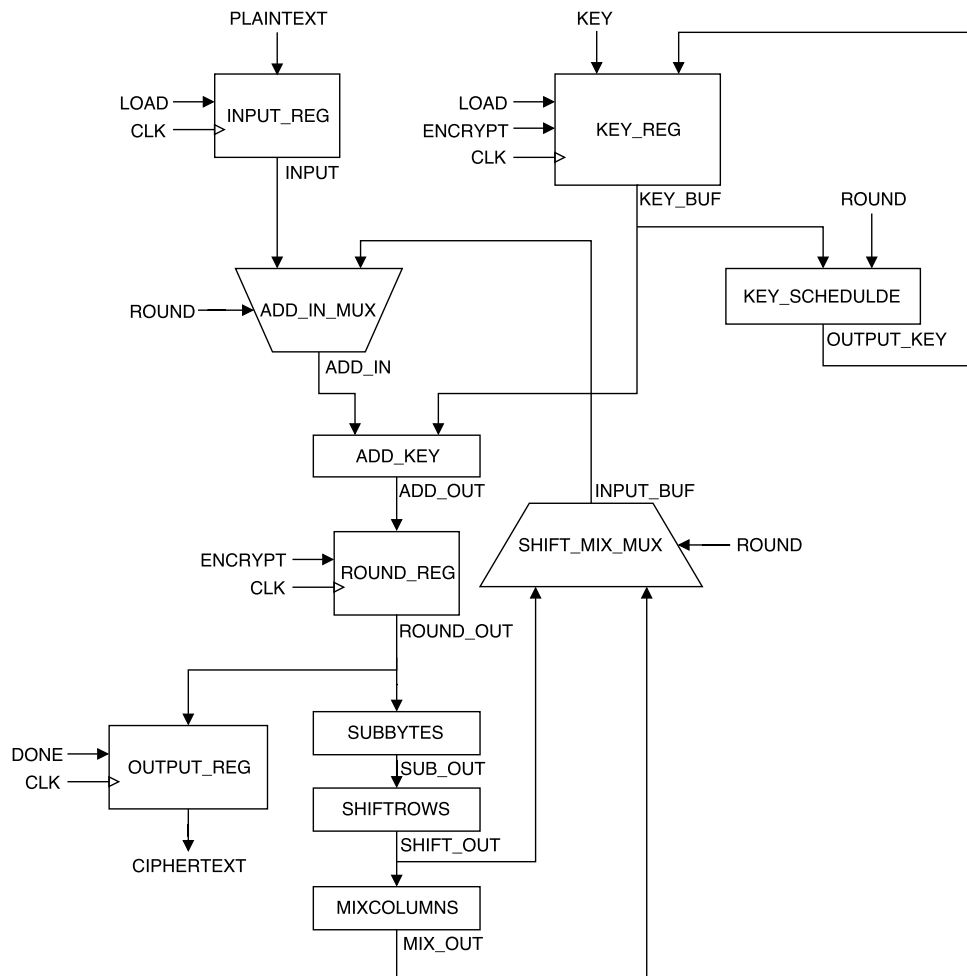 PLAINTEXT
KEY
LOAD
CLK
INPUT_REG
INPUT
LOAD
ENCRYPT
CLK
KEY_REG
KEY_BUF
ROUND
KEY_SCHEDULDE
OUTPUT_KEY
ROUND
ADD_IN_MUX
ADD_IN
ADD_KEY
ADD_OUT
INPUT_BUF
SHIFT_MIX_MUX
ROUND
ENCRYPT
CLK
ROUND_REG
ROUND_OUT
DONE
CLK
OUTPUT_REG
CIPHERTEXT
SUBBYTES
SUB_OUT
SHIFTROWS
SHIFT_OUT
MIXCOLUMNS
MIX_OUT